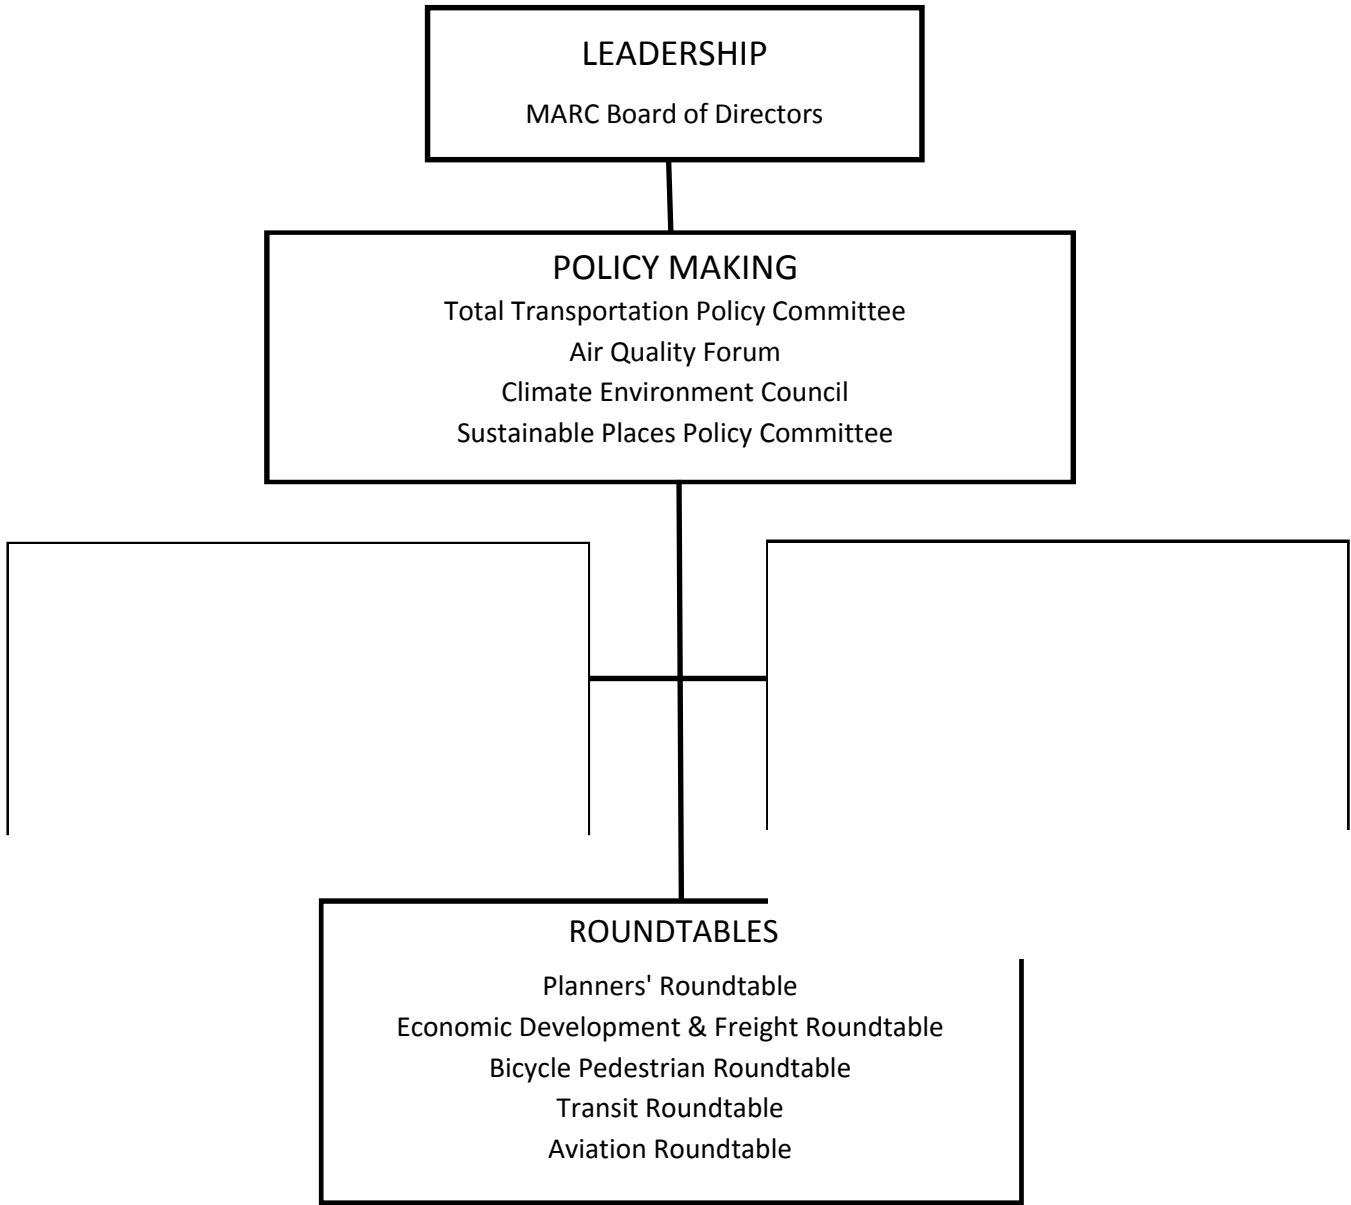 LEADERSHIP
MARC Board of Directors
POLICY MAKING
Total Transportation Policy Committee
Air Quality Forum
Climate Environment Council
Sustainable Places Policy Committee
ROUNDTABLES
Planners' Roundtable
Economic Development & Freight Roundtable
Bicycle Pedestrian Roundtable
Transit Roundtable
Aviation Roundtable